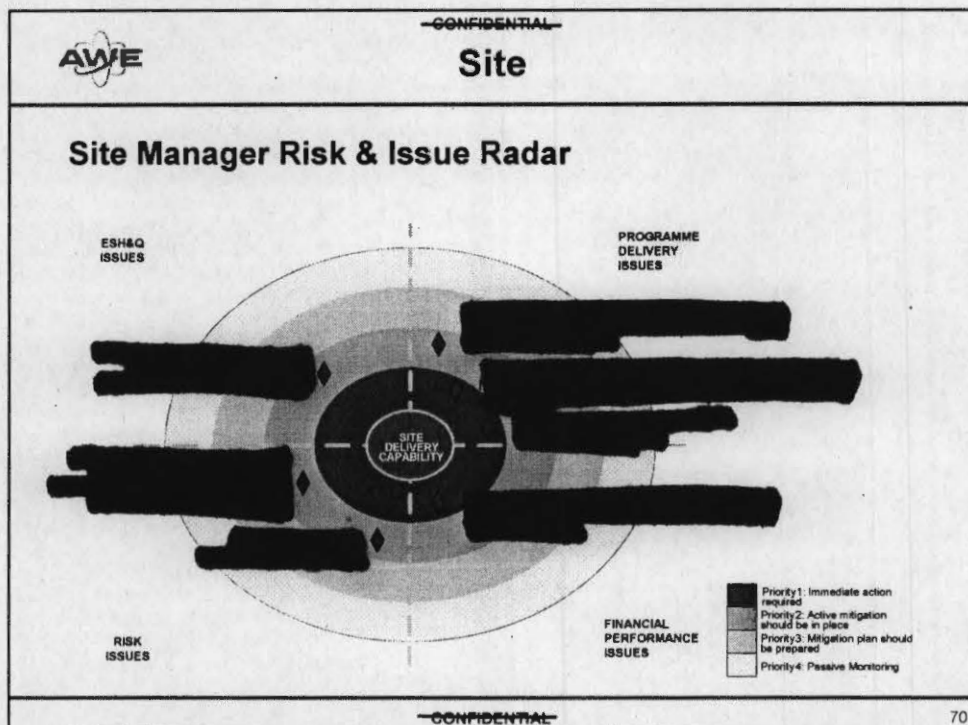 CONFIDENTIAL
AWE
Site
Site Manager Risk & Issue Radar
ESH&Q
ISSUES
PROGRAMME
DELIVERY
ISSUES
SITE
DELIVERY
CAPABILITY
RISK
ISSUES
FINANCIAL
PERFORMANCE
ISSUES
Priority1: Immediate action
required
Priority2: Active mitigation
should be in place
Priority3: Mitigation plan should
be prepared
Priority4: Passive Monitoring
CONFIDENTIAL
70